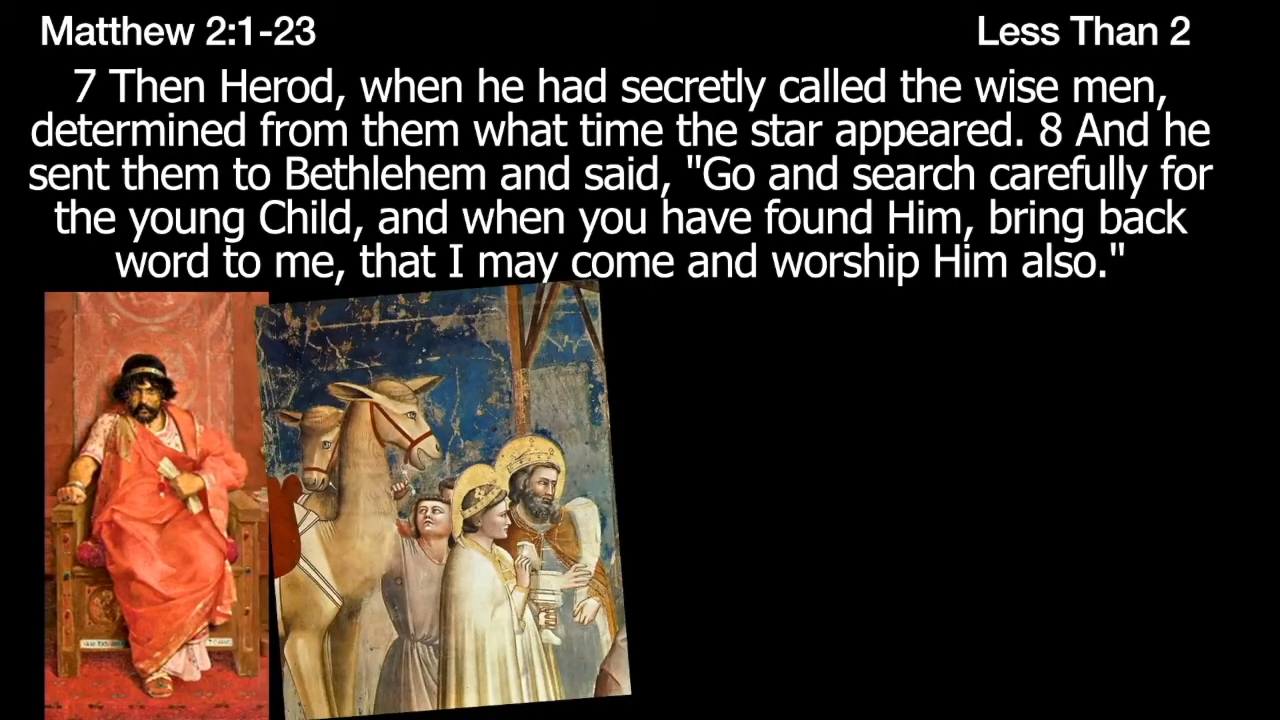 Matthew 2:1-23
Less Than 2
7 Then Herod, when he had secretly called the wise men,
determined from them what time the star appeared. 8 And he
sent them to Bethlehem and said, "Go and search carefully for
the young Child, and when you have found Him, bring back
word to me, that I may come and worship Him also."